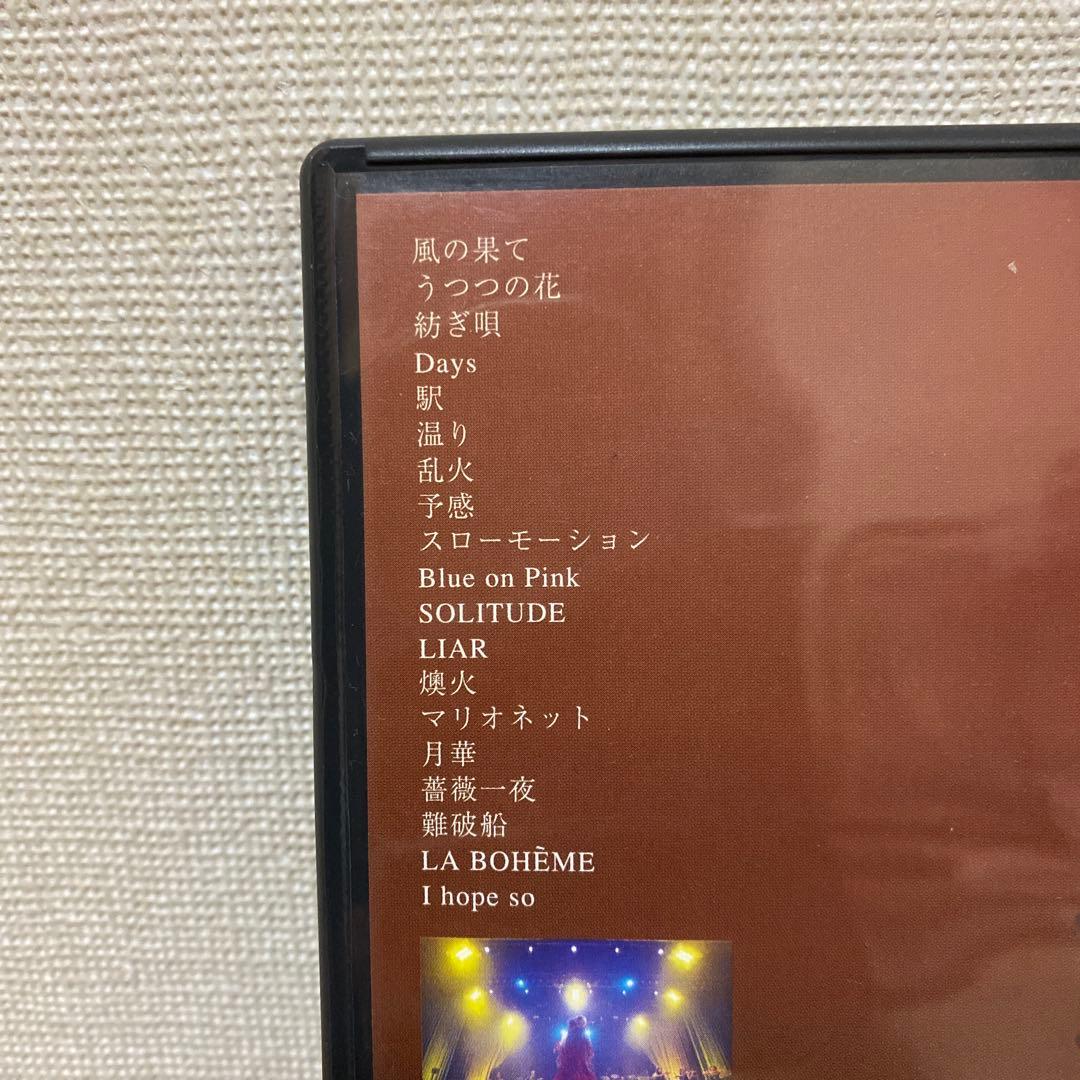 風の果て
うつつの花
紡ぎ唄
Days
駅
温り
乱火
予感
スローモーション
Blue on Pink
SOLITUDE
LIAR
燠火
マリオネット
月華
薔薇一夜
難破船
LA BOHÈME
I hope so